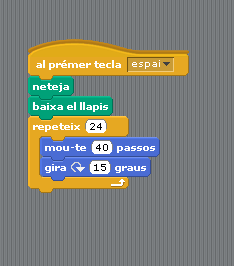 al prémer tecla espai
neteja
baixa el llapis
repeteix 24
mou-te 40 passos
gira 15 graus